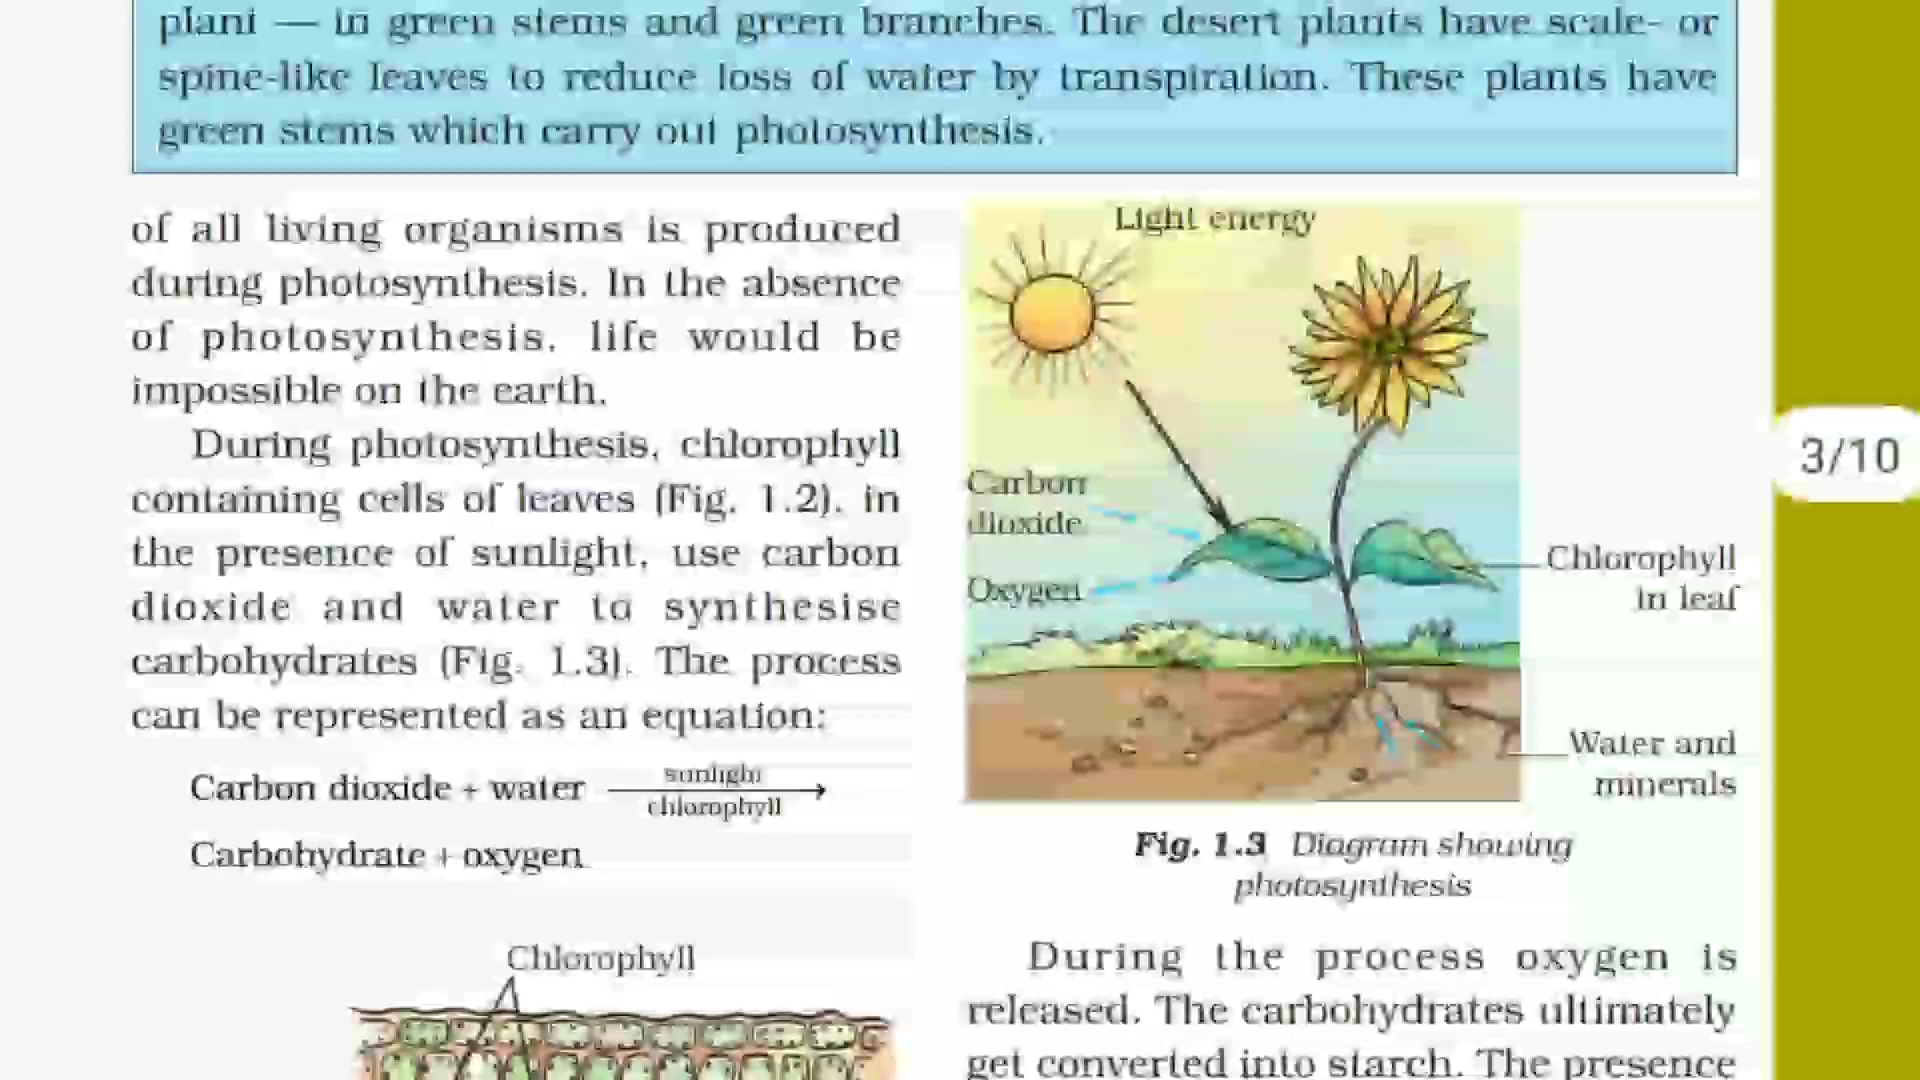 plant — in green stems and green branches. The desert plants have scale- or
spine-like leaves to reduce loss of water by transpiration. These plants have
green stems which carry out photosynthesis.
of all living organisms is produced
during photosynthesis. In the absence
of photosynthesis, life would be
impossible on the earth.
During photosynthesis, chlorophyll
containing cells of leaves (Fig. 1.2), in
the presence of sunlight, use carbon
dioxide and water to synthesise
carbohydrates (Fig. 1.3). The process
can be represented as an equation:
Carbon dioxide + water
sunlight
chlorophyll
Carbohydrate + oxygen
Chlorophyll
Light energy
Carbon
dioxide
Oxygen
Chlorophyll
in leaf
Water and
minerals
Fig. 1.3 Diagram showing
photosynthesis
During the process oxygen is
released. The carbohydrates ultimately
get converted into starch. The presence
3/10